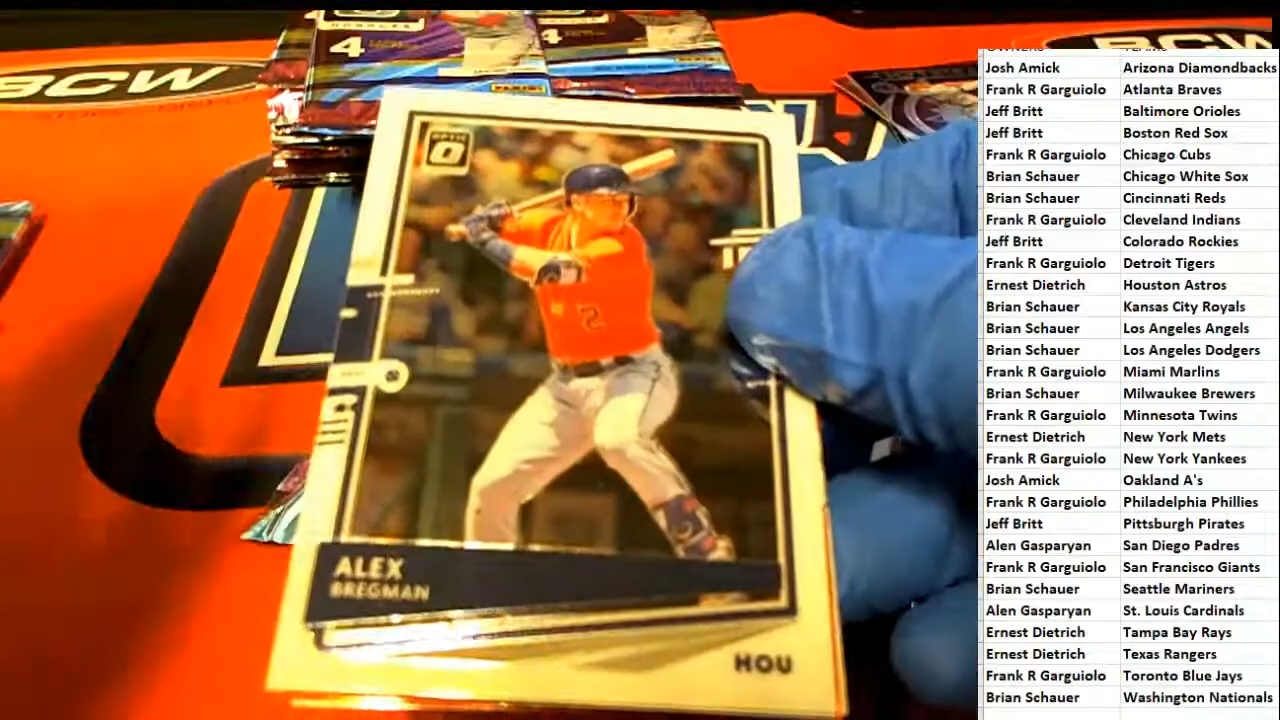 4
4
PANINI
PANINI
BCW
BCW
OPTIC
2
ALEX
BREGMAN
HOU
OWNERS TEAMS
Josh Amick Arizona Diamondbacks
Frank R Garguiolo Atlanta Braves
Jeff Britt Baltimore Orioles
Jeff Britt Boston Red Sox
Frank R Garguiolo Chicago Cubs
Brian Schauer Chicago White Sox
Brian Schauer Cincinnati Reds
Frank R Garguiolo Cleveland Indians
Jeff Britt Colorado Rockies
Frank R Garguiolo Detroit Tigers
Ernest Dietrich Houston Astros
Brian Schauer Kansas City Royals
Brian Schauer Los Angeles Angels
Brian Schauer Los Angeles Dodgers
Frank R Garguiolo Miami Marlins
Brian Schauer Milwaukee Brewers
Frank R Garguiolo Minnesota Twins
Ernest Dietrich New York Mets
Frank R Garguiolo New York Yankees
Josh Amick Oakland A's
Frank R Garguiolo Philadelphia Phillies
Jeff Britt Pittsburgh Pirates
Alen Gasparyan San Diego Padres
Frank R Garguiolo San Francisco Giants
Brian Schauer Seattle Mariners
Alen Gasparyan St. Louis Cardinals
Ernest Dietrich Tampa Bay Rays
Ernest Dietrich Texas Rangers
Frank R Garguiolo Toronto Blue Jays
Brian Schauer Washington Nationals